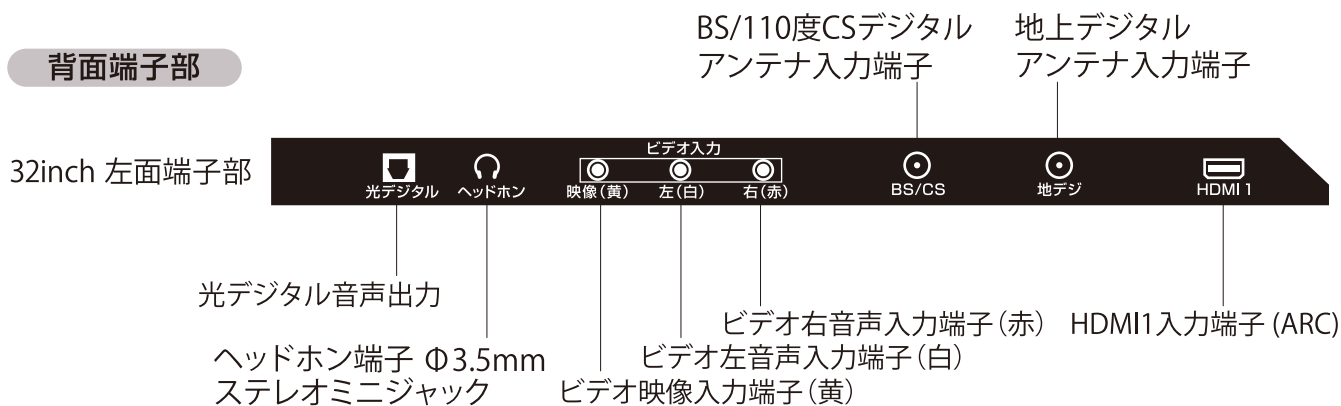 BS/110度CSデジタル
アンテナ入力端子
地上デジタル
アンテナ入力端子
背面端子部
32inch 左面端子部
ビデオ入力
光デジタル
ヘッドホン
映像(黄)
左(白)
右(赤)
BS/CS
地デジ
HDMI 1
光デジタル音声出力
ビデオ右音声入力端子(赤)
HDMI1入力端子 (ARC)
ヘッドホン端子 Φ3.5mm
ステレオミニジャック
ビデオ左音声入力端子(白)
ビデオ映像入力端子(黄)